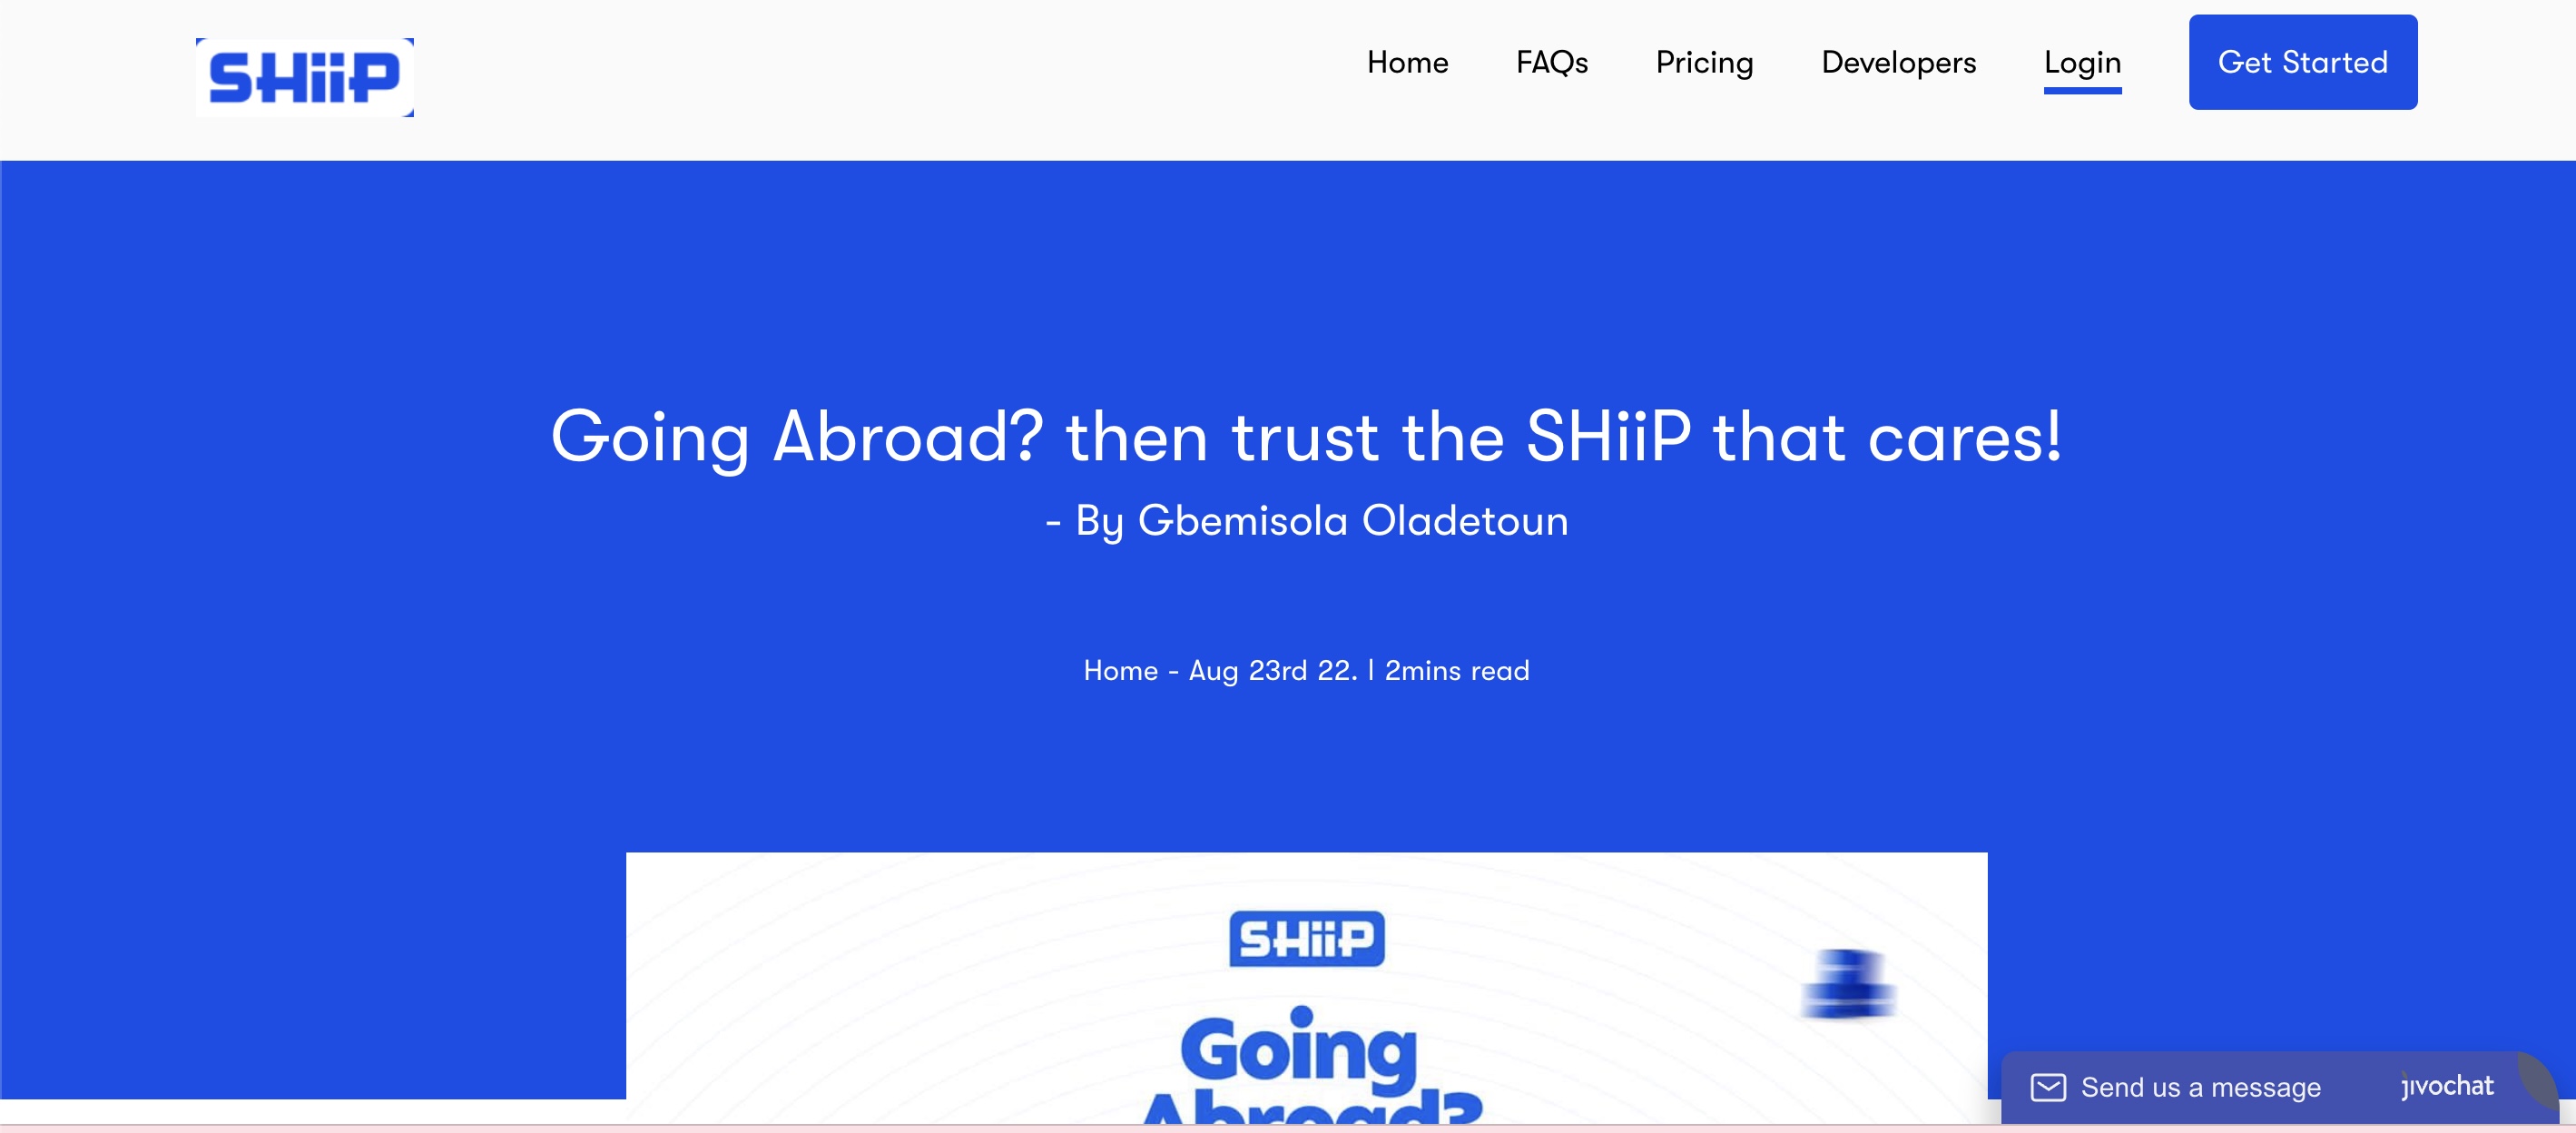 SHiiP
Home FAQs Pricing Developers Login Get Started
Going Abroad? then trust the SHiiP that cares!
- By Gbemisola Oladetoun
Home - Aug 23rd 22. | 2mins read
SHiiP
Going
Abroad?
Send us a message jivochat